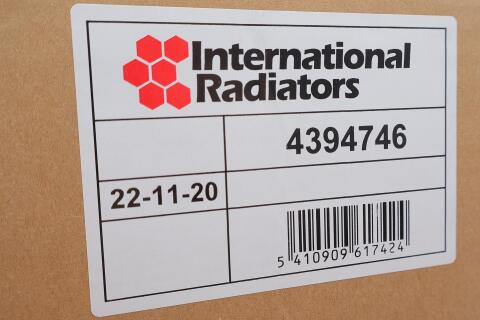 International
Radiators
4394746
22-11-20
5 410909 617424